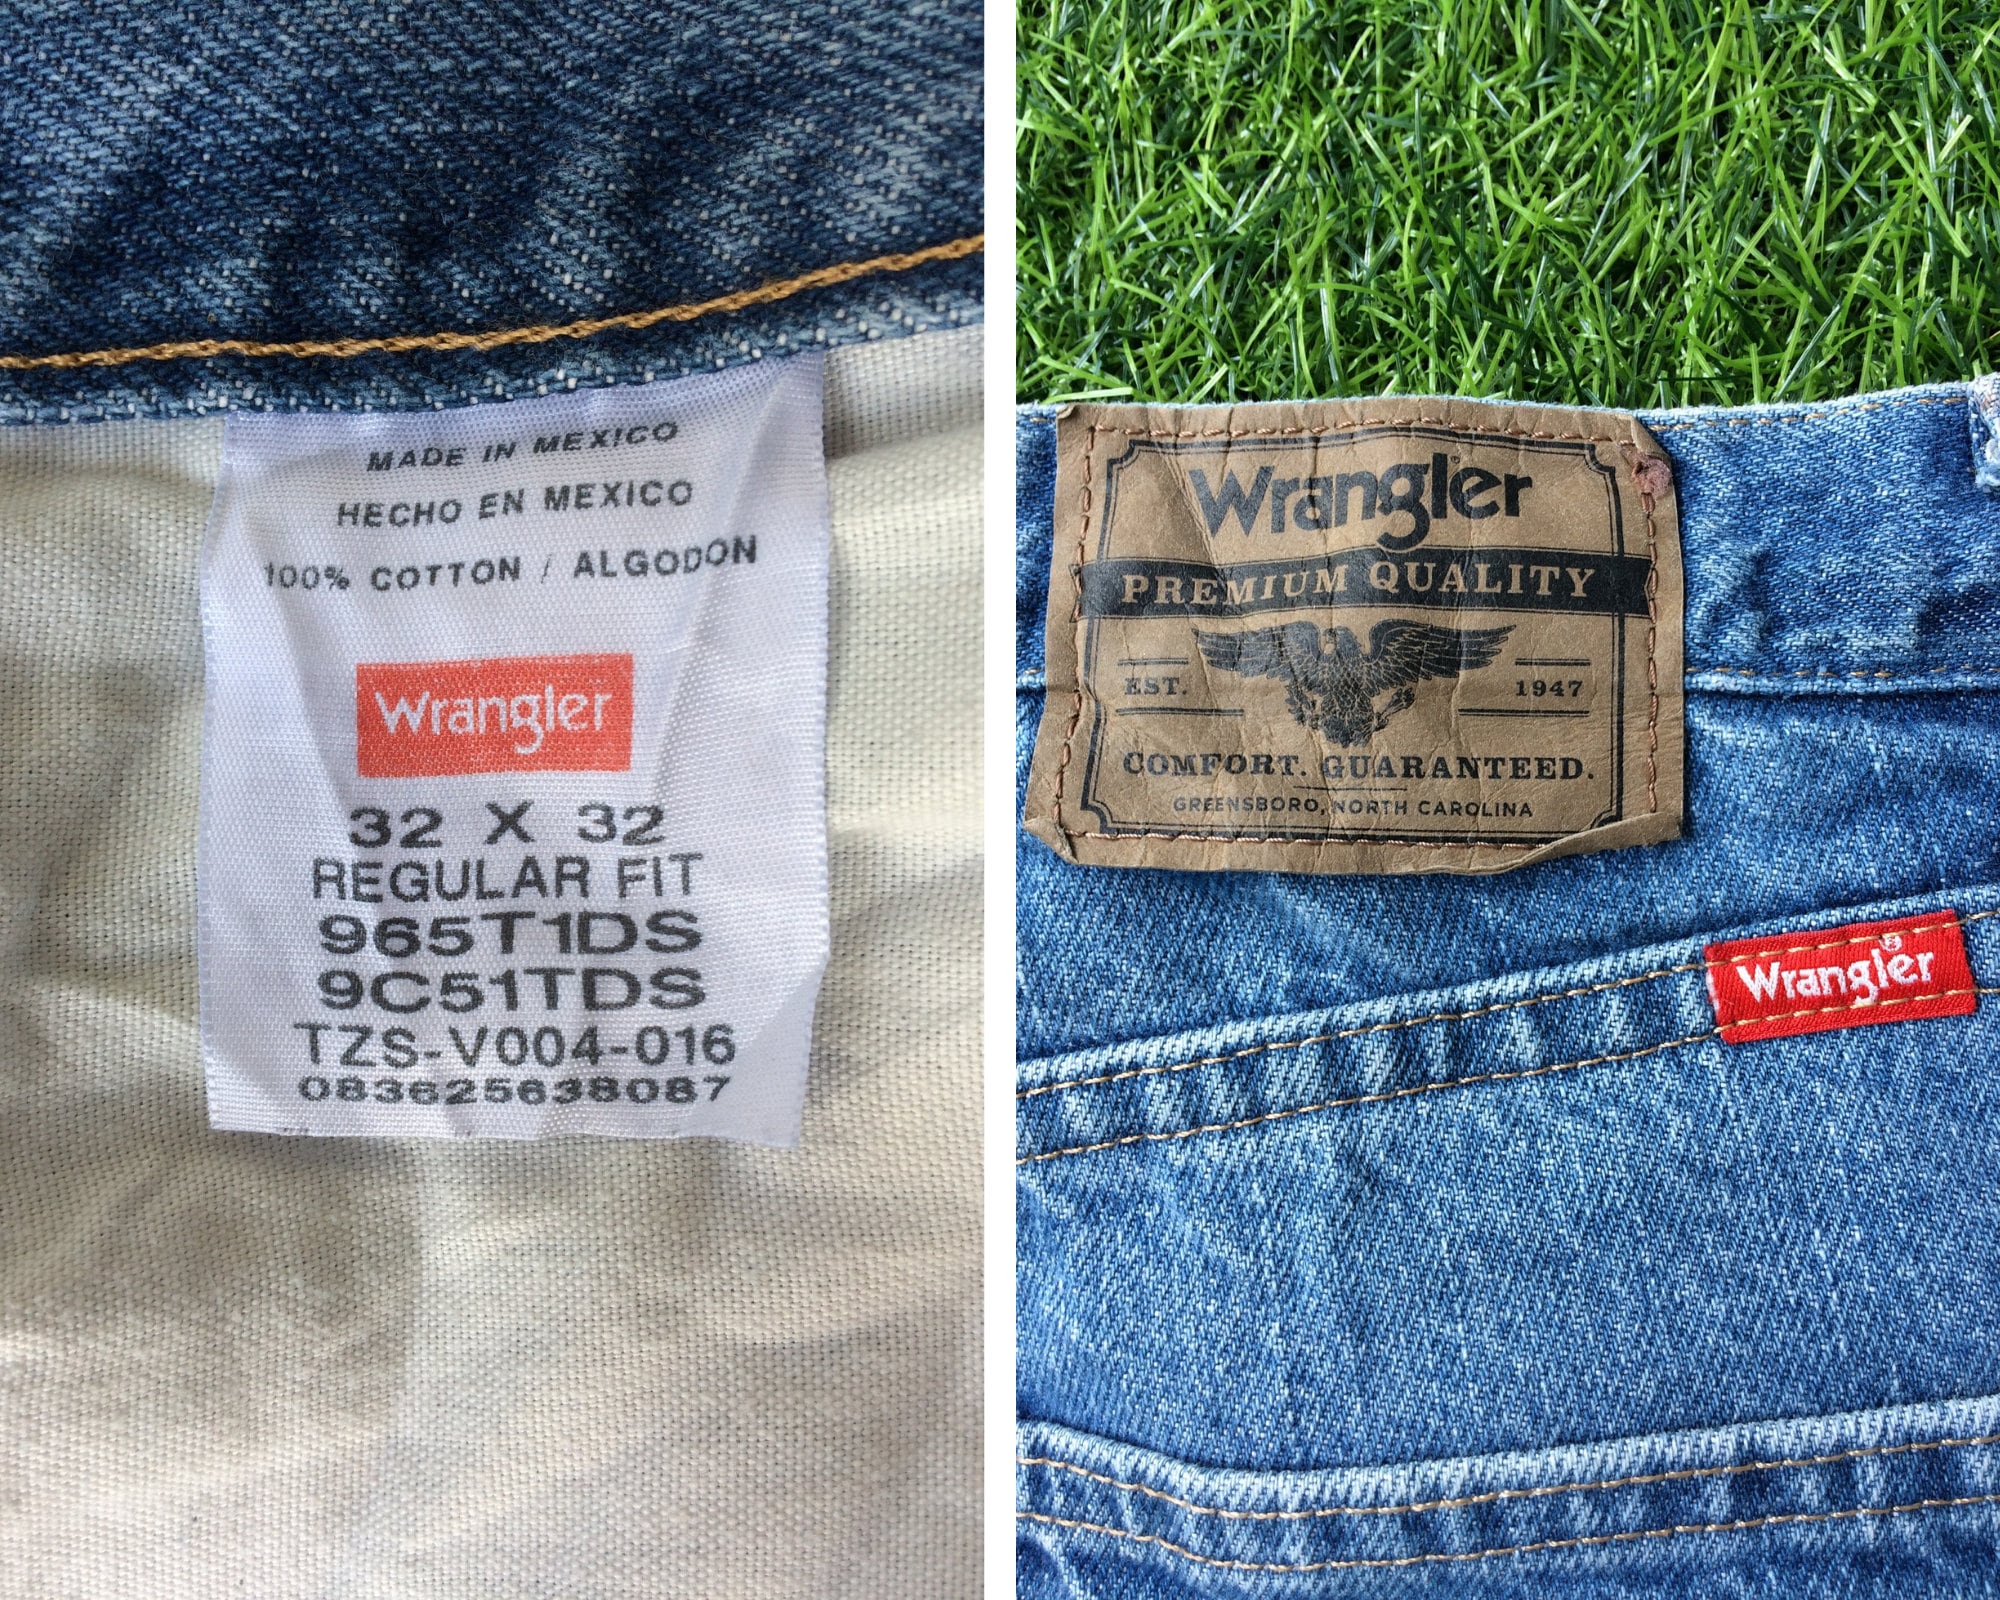 MADE IN MEXICO
HECHO EN MEXICO
100% COTTON / ALGODON
Wrangler
32 X 32
REGULAR FIT
965T1DS
9C51TDS
TZS-V004-016
083625638087
Wrangler®
PREMIUM QUALITY
EST. 1947
COMFORT. GUARANTEED.
GREENSBORO, NORTH CAROLINA
Wrangler®